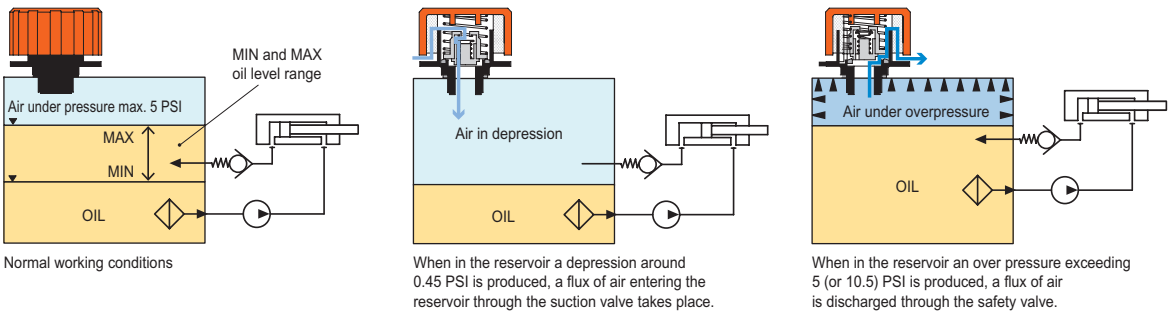 MIN and MAX
oil level range
Air under pressure max. 5 PSI
MAX
MIN
OIL
Normal working conditions
Air in depression
OIL
When in the reservoir a depression around
0.45 PSI is produced, a flux of air entering the
reservoir through the suction valve takes place.
Air under overpressure
OIL
When in the reservoir an over pressure exceeding
5 (or 10.5) PSI is produced, a flux of air
is discharged through the safety valve.